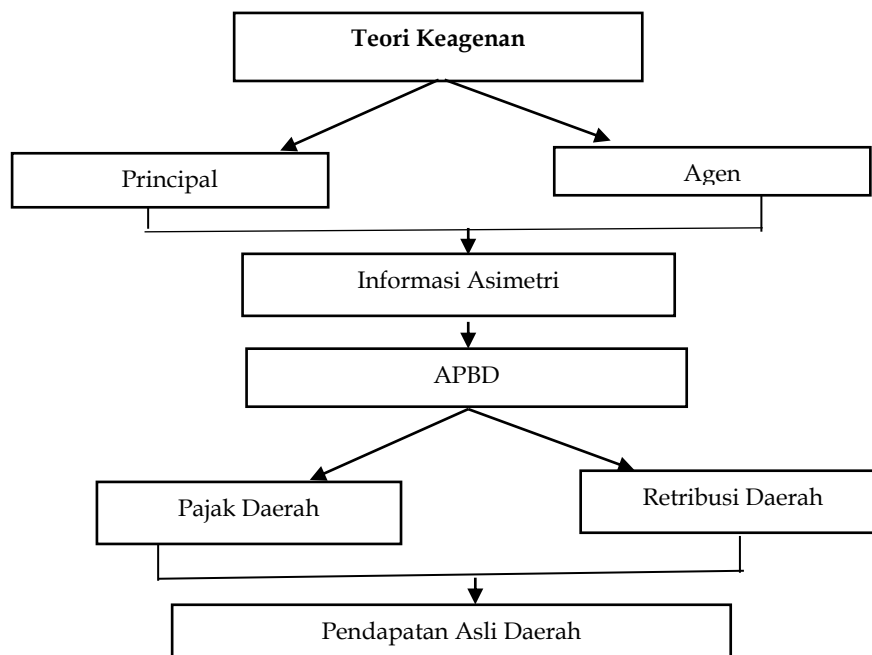 Teori Keagenan
Principal
Agen
Informasi Asimetri
APBD
Pajak Daerah
Retribusi Daerah
Pendapatan Asli Daerah